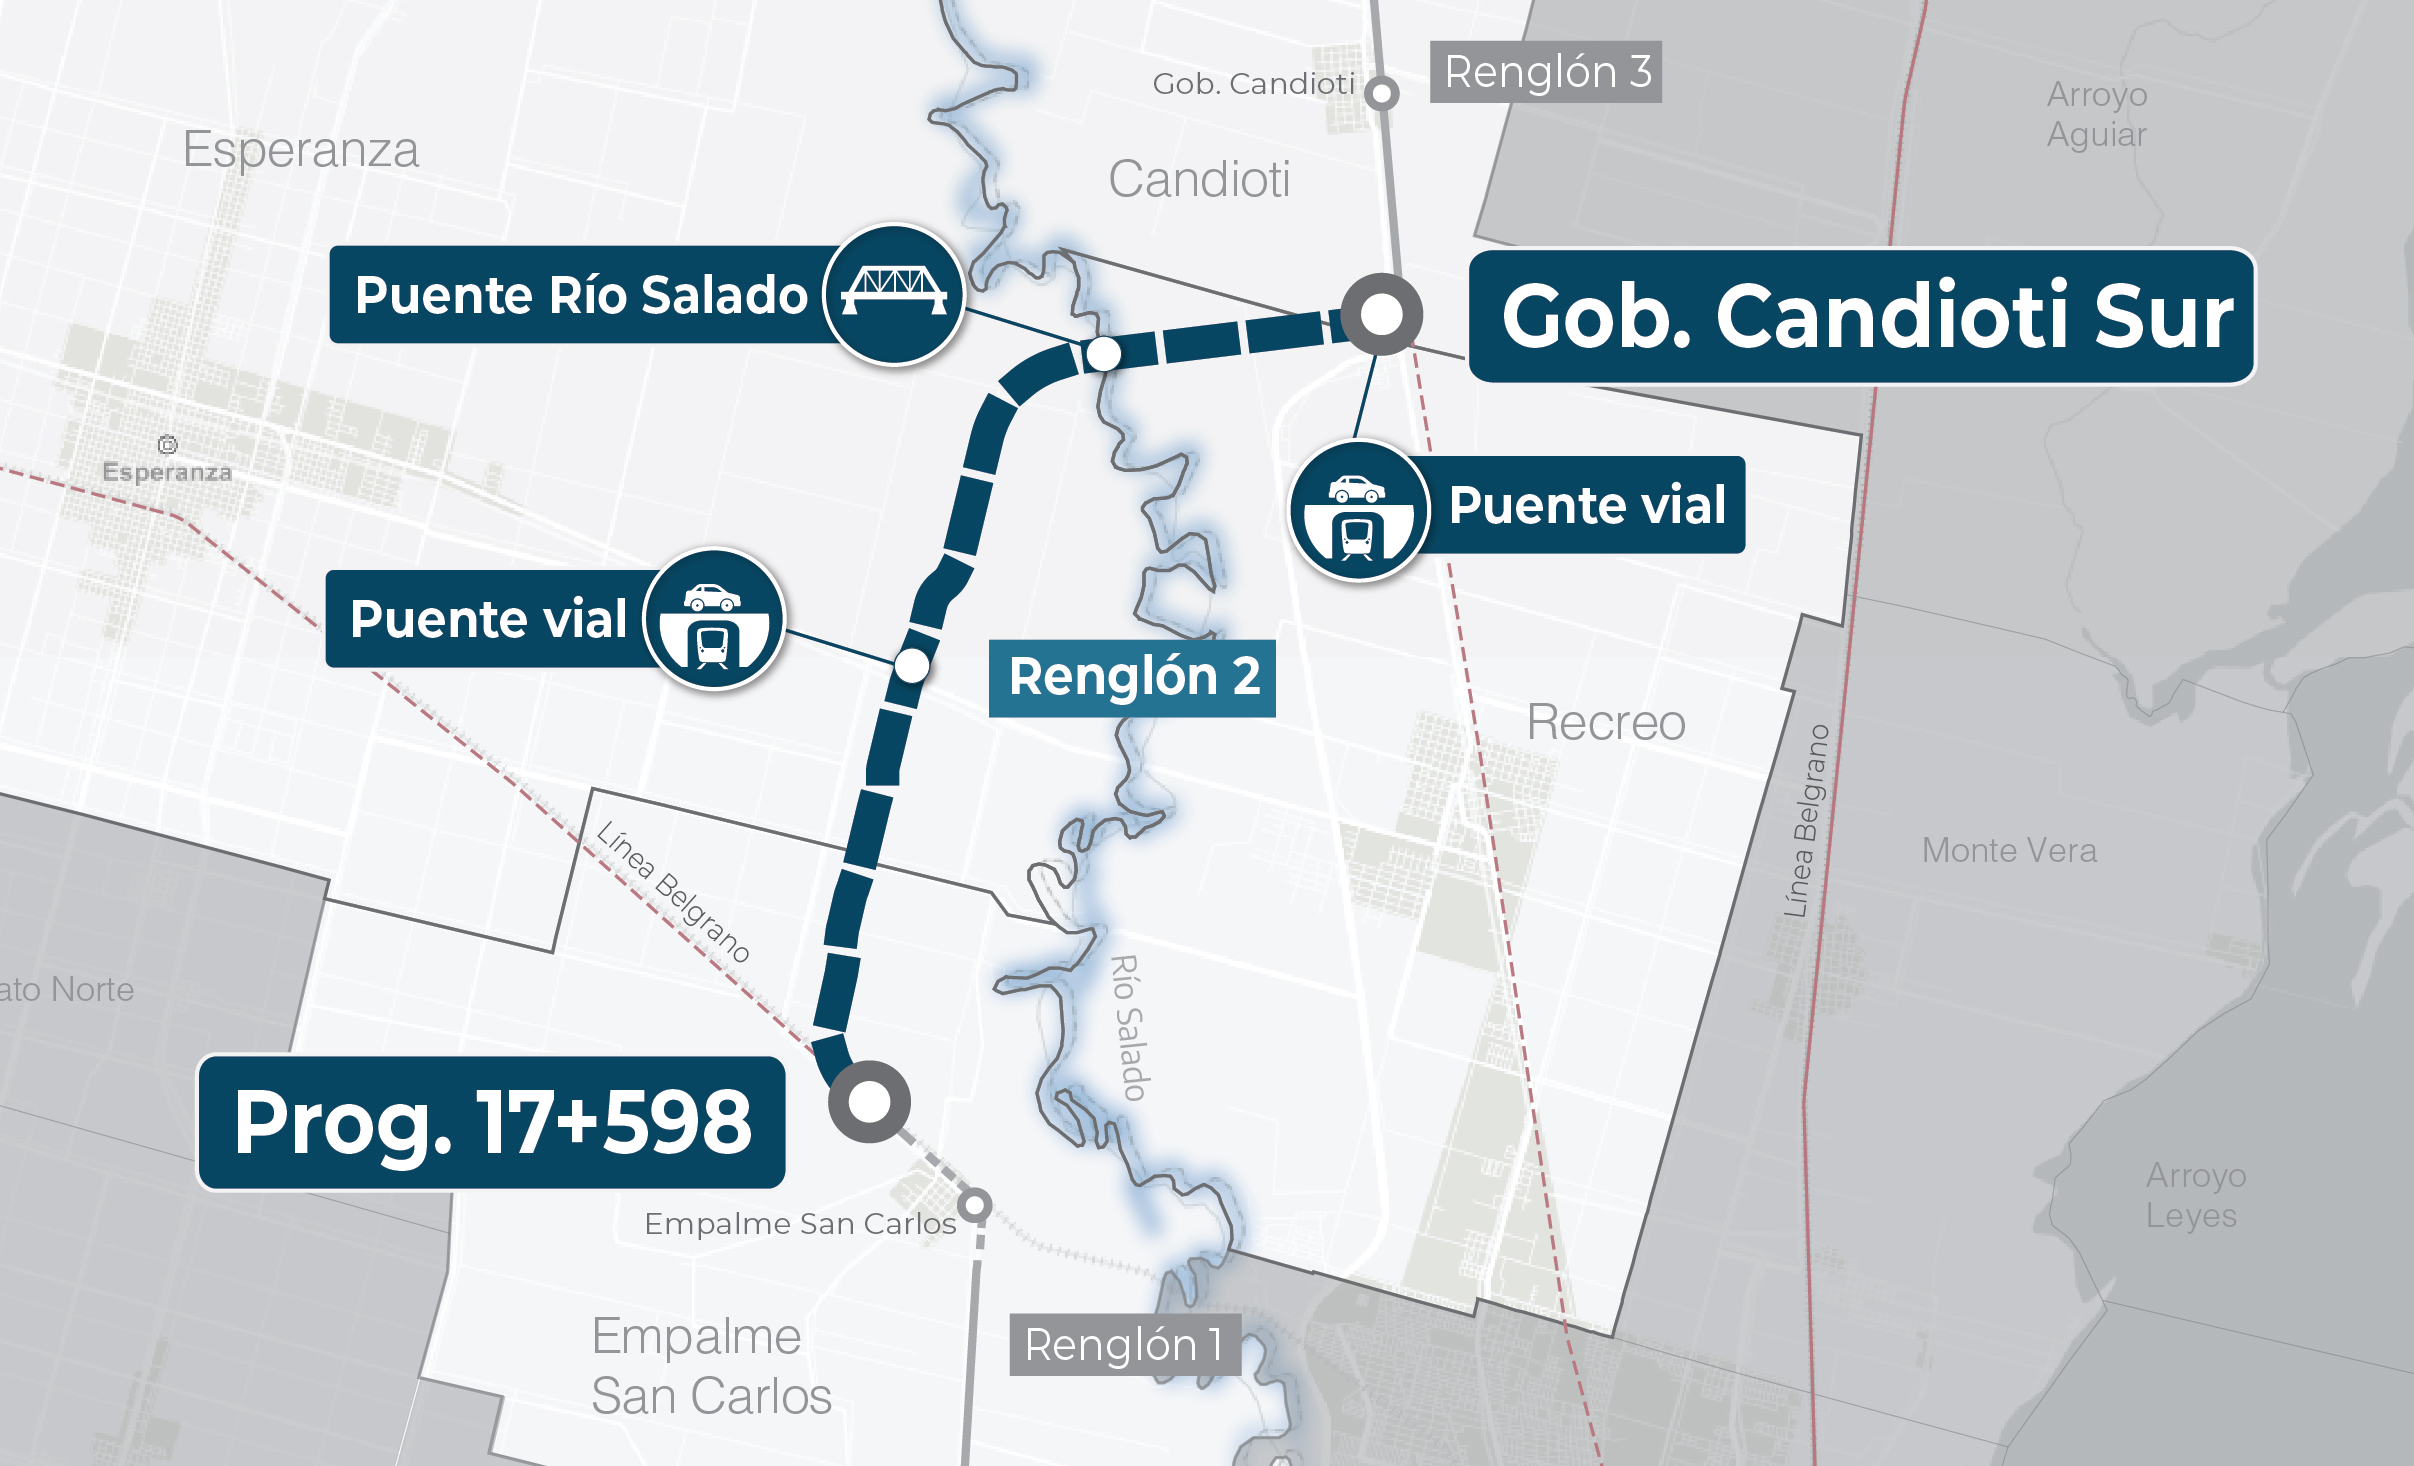 Renglón 3
Gob. Candioti
Arroyo
Aguiar
Esperanza
Candioti
Puente Río Salado
Gob. Candioti Sur
Esperanza
Puente vial
Puente vial
Renglón 2
Recreo
Línea Belgrano
Línea Belgrano
Monte Vera
ato Norte
Río Salado
Prog. 17+598
Arroyo
Leyes
Empalme San Carlos
Empalme
San Carlos
Renglón 1